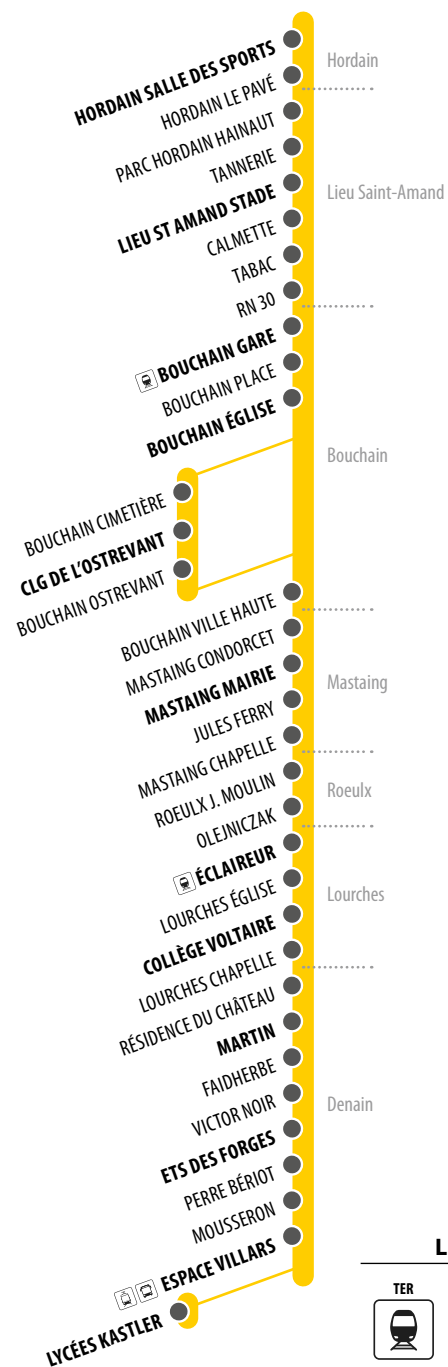 HORDAIN SALLE DES SPORTS
HORDAIN LE PAVÉ
Hordain
PARC HORDAIN HAINAUT
TANNERIE
LIEU ST AMAND STADE
Lieu Saint-Amand
CALMETTE
TABAC
RN 30
BOUCHAIN GARE
BOUCHAIN PLACE
BOUCHAIN ÉGLISE
Bouchain
BOUCHAIN CIMETIÈRE
CLG DE L'OSTREVANT
BOUCHAIN OSTREVANT
BOUCHAIN VILLE HAUTE
MASTAING CONDORCET
MASTAING MAIRIE
Mastaing
JULES FERRY
MASTAING CHAPELLE
ROEULX J. MOULIN
Roeulx
OLEJNICZAK
ÉCLAIREUR
LOURCHES ÉGLISE
Lourches
COLLÈGE VOLTAIRE
LOURCHES CHAPELLE
RÉSIDENCE DU CHÂTEAU
MARTIN
FAIDHERBE
VICTOR NOIR
Denain
ETS DES FORGES
PERRE BÉRIOT
MOUSSERON
ESPACE VILLARS
LYCÉES KASTLER
L
TER